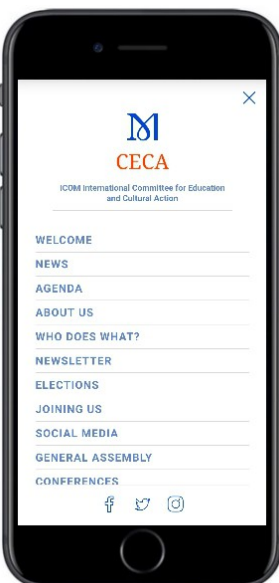 CECA
ICOM International Committee for Education
and Cultural Action
WELCOME
NEWS
AGENDA
ABOUT US
WHO DOES WHAT?
NEWSLETTER
ELECTIONS
JOINING US
SOCIAL MEDIA
GENERAL ASSEMBLY
CONFERENCES